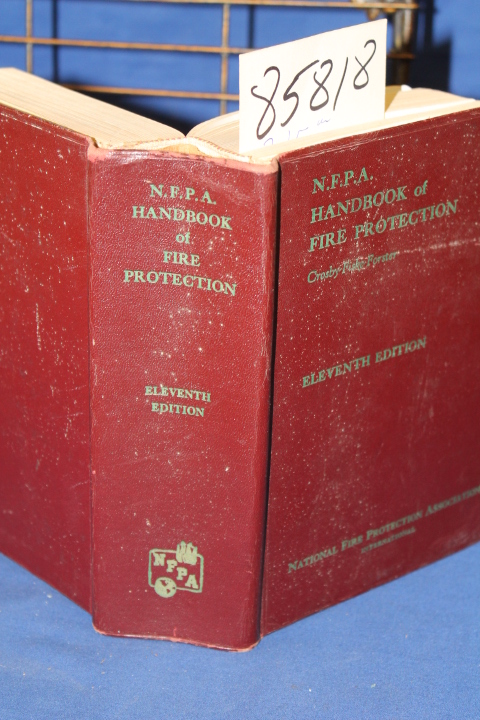 85818
N.F.P.A.
HANDBOOK
of
FIRE
PROTECTION
ELEVENTH
EDITION
NFPA
N.F.P.A.
HANDBOOK of
FIRE PROTECTION
Crosby-Fiske-Forster
ELEVENTH EDITION
NATIONAL FIRE PROTECTION ASSOCIATION
INTERNATIONAL